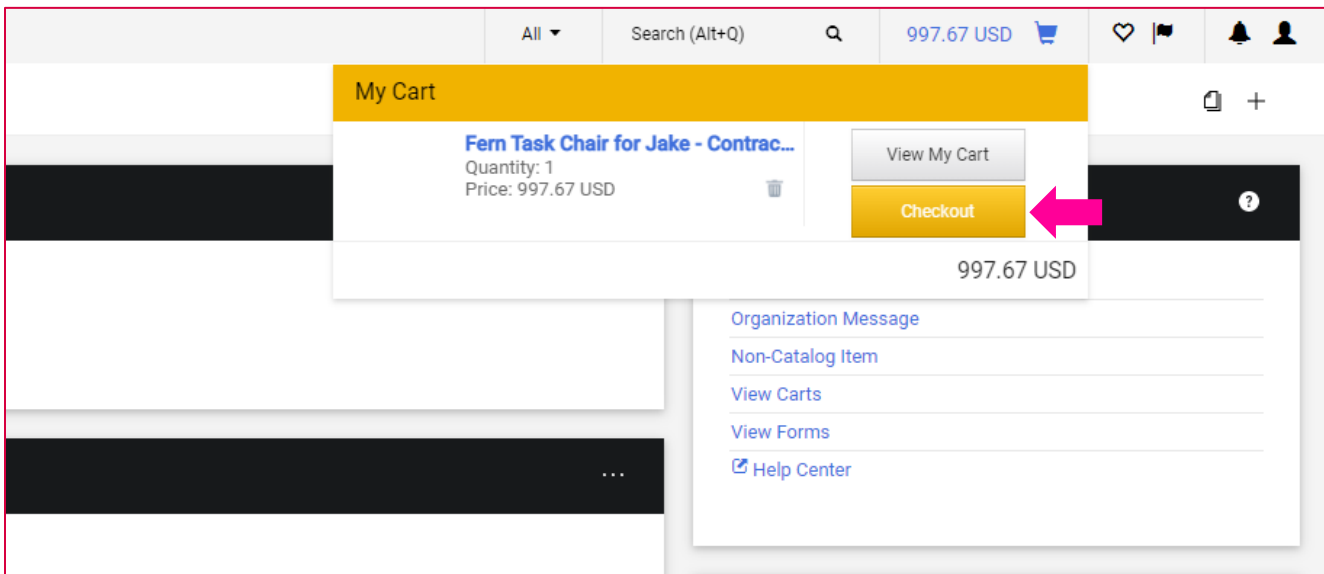 All
Search (Alt+Q)
997.67 USD
My Cart
Fern Task Chair for Jake - Contrac...
Quantity: 1
Price: 997.67 USD
View My Cart
Checkout
?
997.67 USD
Organization Message
Non-Catalog Item
View Carts
View Forms
Help Center
...